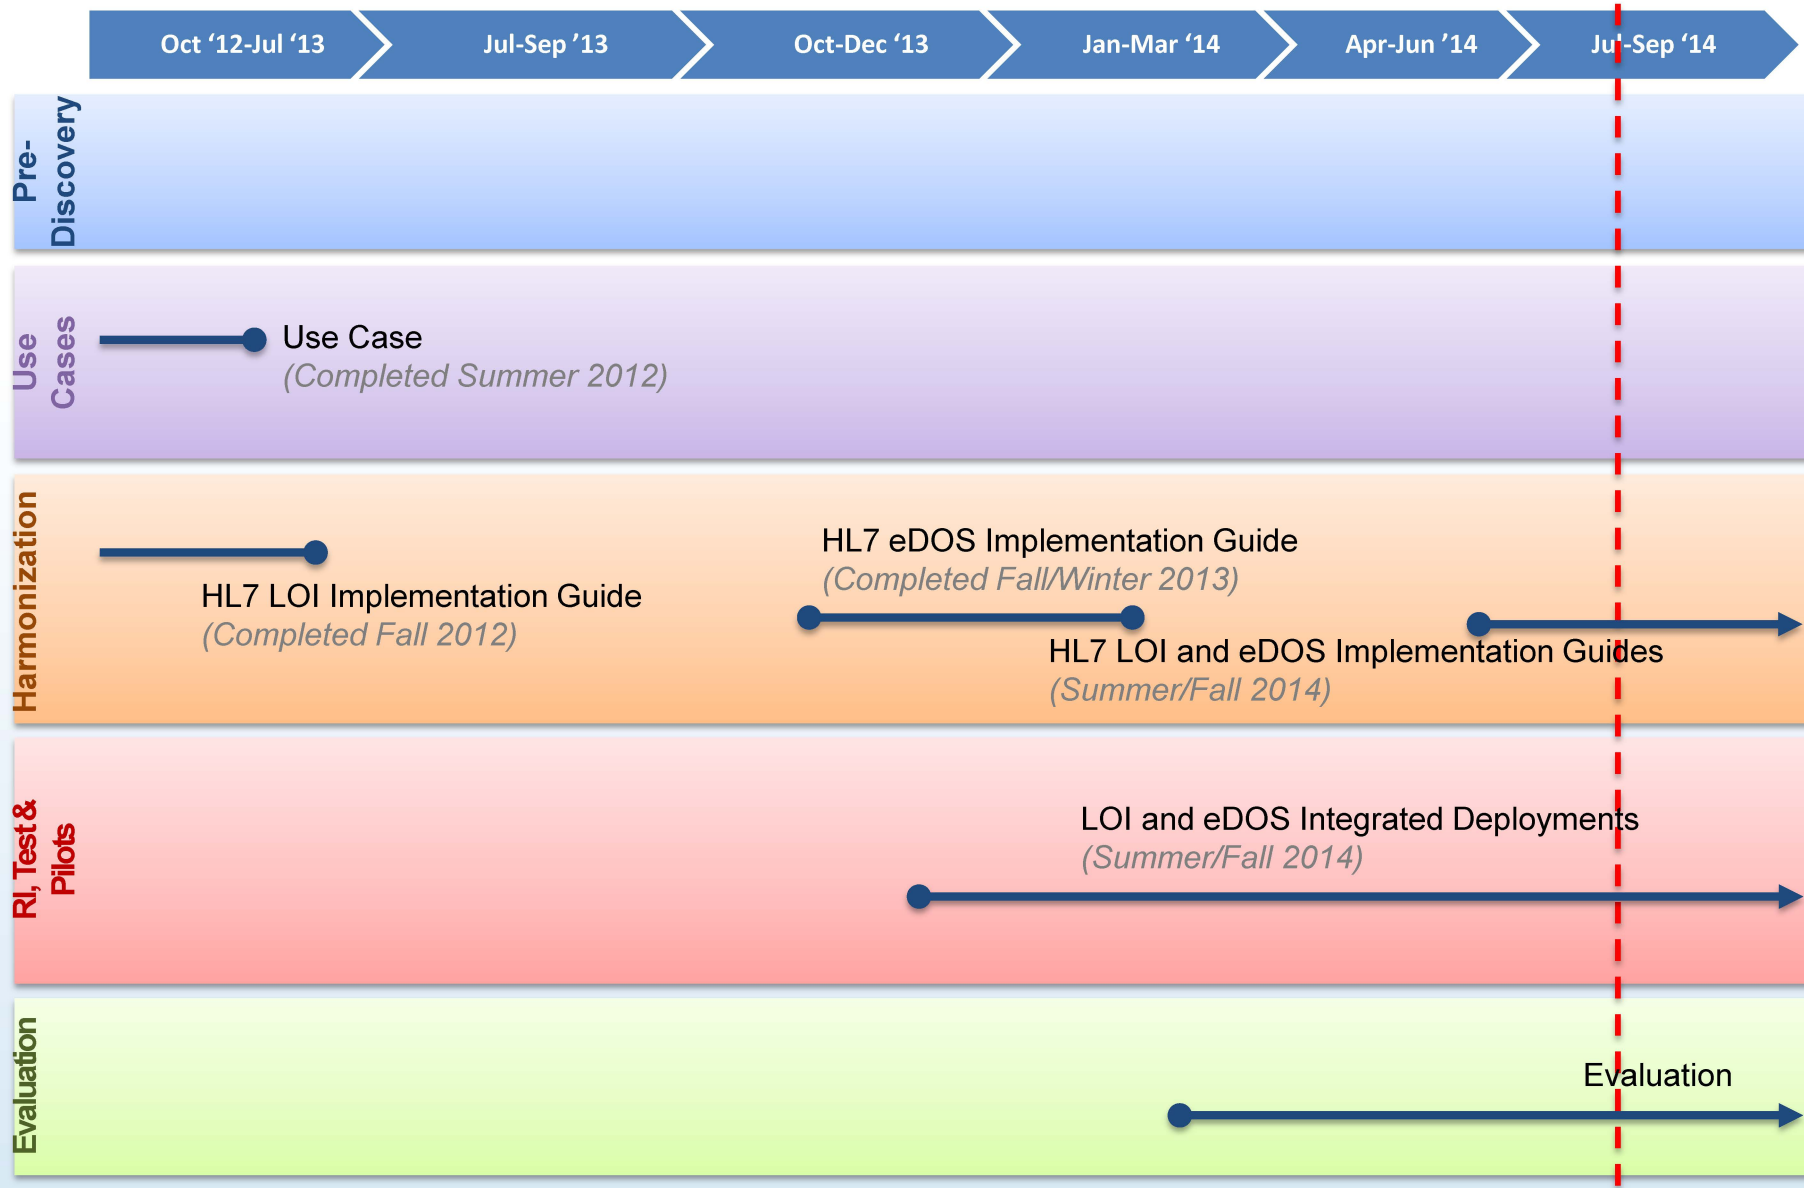 Oct ‘12-Jul ‘13
Jul-Sep ’13
Oct-Dec ‘13
Jan-Mar ‘14
Apr-Jun ’14
Jul-Sep ‘14
Pre-
Discovery
Use
Cases
Use Case
(Completed Summer 2012)
Harmonization
HL7 LOI Implementation Guide
(Completed Fall 2012)
HL7 eDOS Implementation Guide
(Completed Fall/Winter 2013)
HL7 LOI and eDOS Implementation Guides
(Summer/Fall 2014)
RI, Test &
Pilots
LOI and eDOS Integrated Deployments
(Summer/Fall 2014)
Evaluation
Evaluation